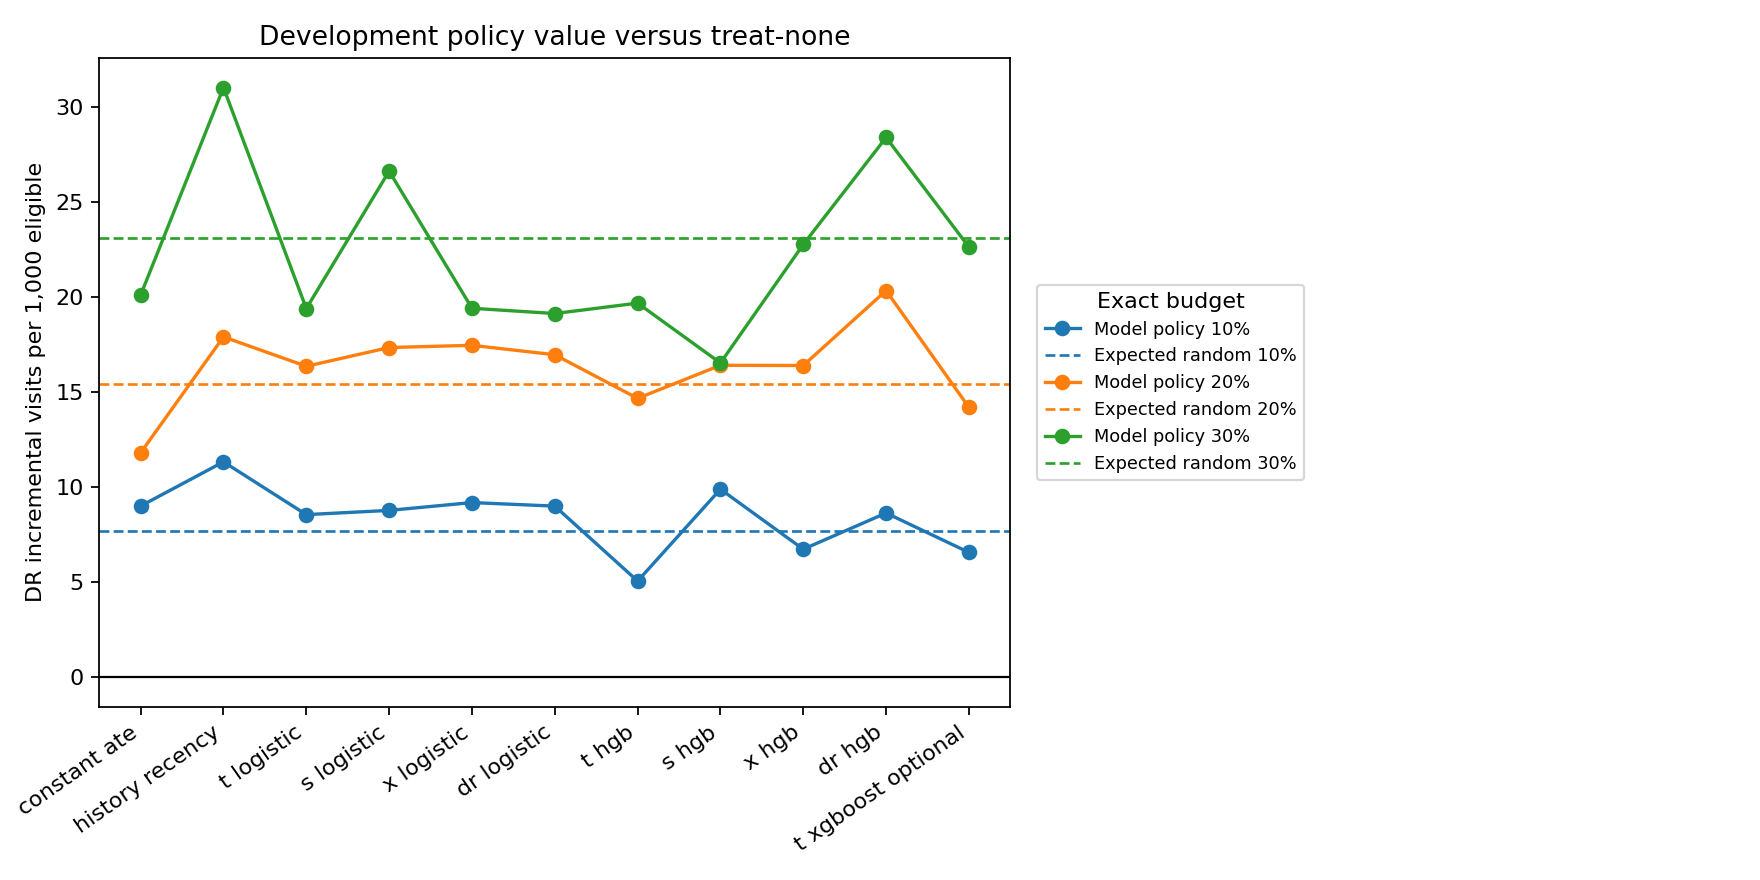 Development policy value versus treat-none
DR incremental visits per 1,000 eligible
30
25
20
15
10
5
0
constant ate
history recency
t logistic
s logistic
x logistic
dr logistic
t hgb
s hgb
x hgb
dr hgb
t xgboost optional
Exact budget
Model policy 10%
Expected random 10%
Model policy 20%
Expected random 20%
Model policy 30%
Expected random 30%